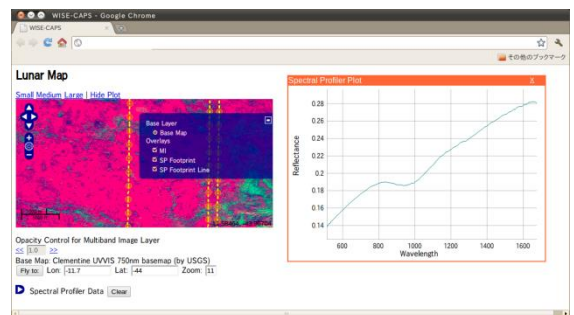 WISE-CAPS - Google Chrome
WISE-CAPS
その他のブックマーク
Lunar Map
Small Medium Large | Hide Plot
Base Layer
Base Map
Overlays
MI
SP Footprint
SP Footprint Line
Opacity Control for Multiband Image Layer
<< 1.0 >>
Base Map: Clementine UVVIS 750nm basemap (by USGS)
Fly to: Lon: -11.7 Lat: -44 Zoom: 11
Spectral Profiler Data Clear
Spectral Profiler Plot X
Reflectance
0.28
0.26
0.24
0.22
0.2
0.18
0.16
0.14
600 800 1000 1200 1400 1600
Wavelength